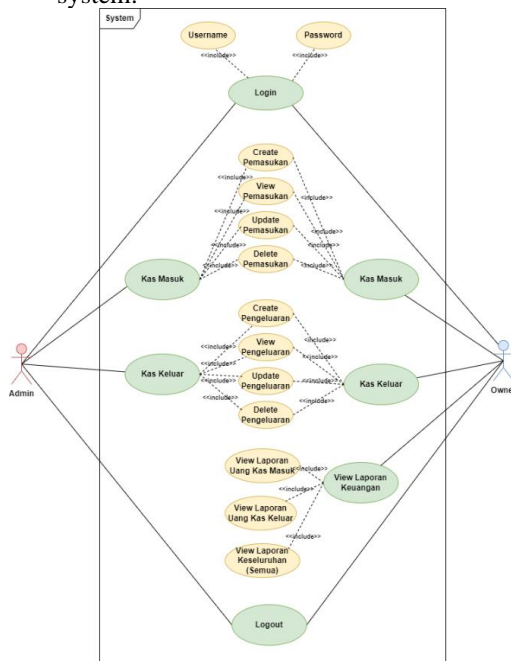 system.
System
Username
Password
<<include>>
<<include>>
Login
Create
Pemasukan
<<include>>
View
Pemasukan
<<include>>
<<include>>
Update
Pemasukan
<<include>>
<<include>>
Delete
Pemasukan
<<include>>
<<include>>
Kas Masuk
Kas Masuk
Create
Pengeluaran
<<include>>
<<include>>
View
Pengeluaran
<<include>>
<<include>>
Kas Keluar
Update
Pengeluaran
<<include>>
<<include>>
Kas Keluar
Delete
Pengeluaran
<<include>>
<<include>>
Admin
Owne
View Laporan
Uang Kas Masuk
<<include>>
View Laporan
Keuangan
<<include>>
View Laporan
Uang Kas Keluar
<<include>>
View Laporan
Keseluruhan
(Semua)
Logout